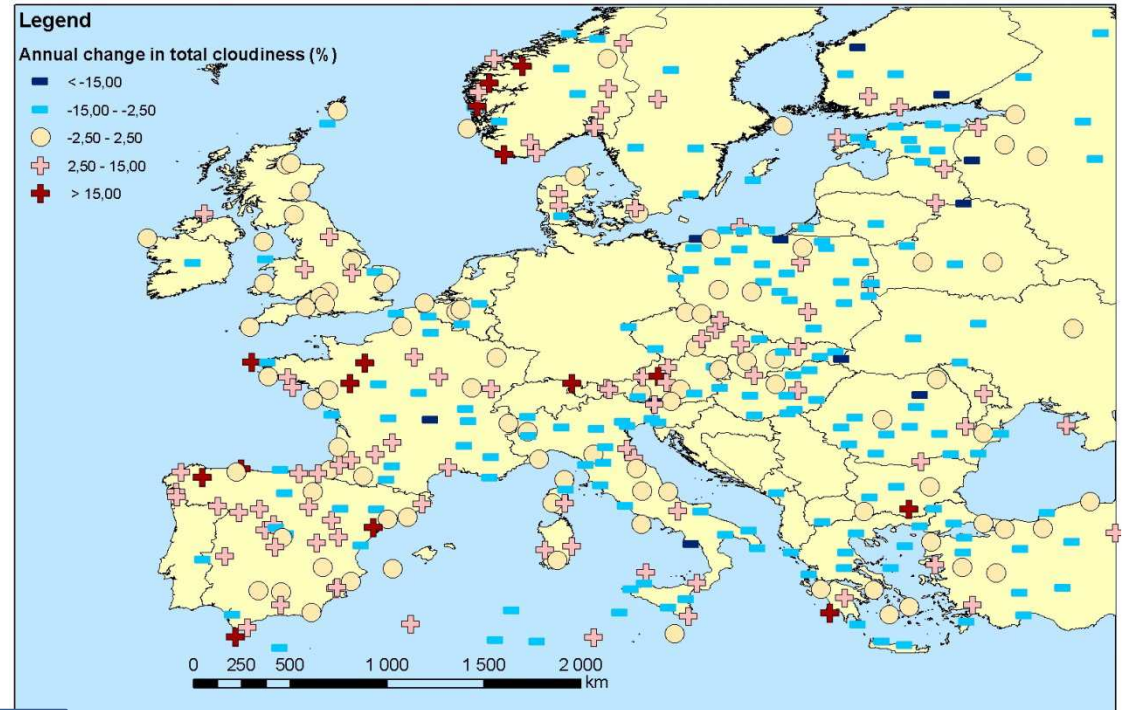 Legend
Annual change in total cloudiness (%)
< -15,00
-15,00 - -2,50
-2,50 - 2,50
2,50 - 15,00
> 15,00
0 250 500 1 000 1 500 2 000
km